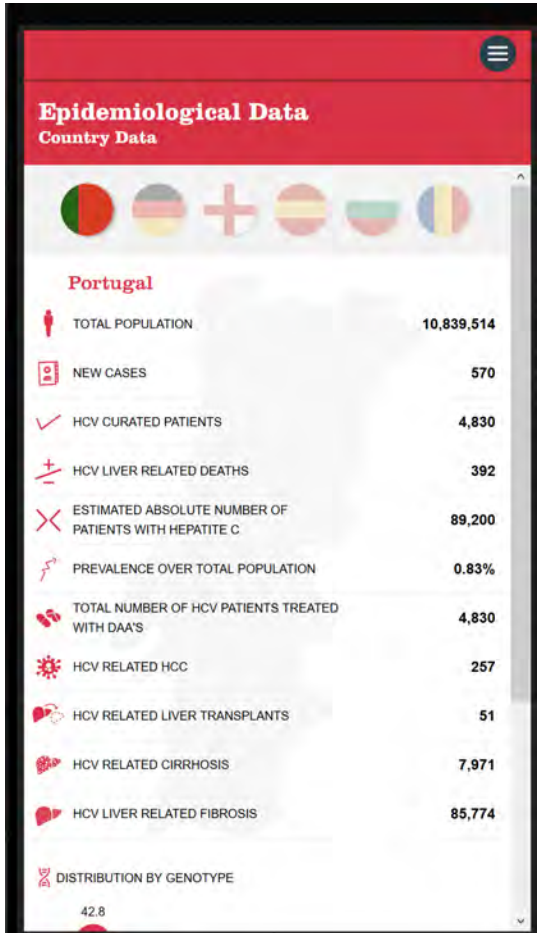 Epidemiological Data
Country Data
Portugal
TOTAL POPULATION 10,839,514
NEW CASES 570
HCV CURATED PATIENTS 4,830
HCV LIVER RELATED DEATHS 392
ESTIMATED ABSOLUTE NUMBER OF
PATIENTS WITH HEPATITE C 89,200
PREVALENCE OVER TOTAL POPULATION 0.83%
TOTAL NUMBER OF HCV PATIENTS TREATED
WITH DAA'S 4,830
HCV RELATED HCC 257
HCV RELATED LIVER TRANSPLANTS 51
HCV RELATED CIRRHOSIS 7,971
HCV LIVER RELATED FIBROSIS 85,774
DISTRIBUTION BY GENOTYPE
42.8